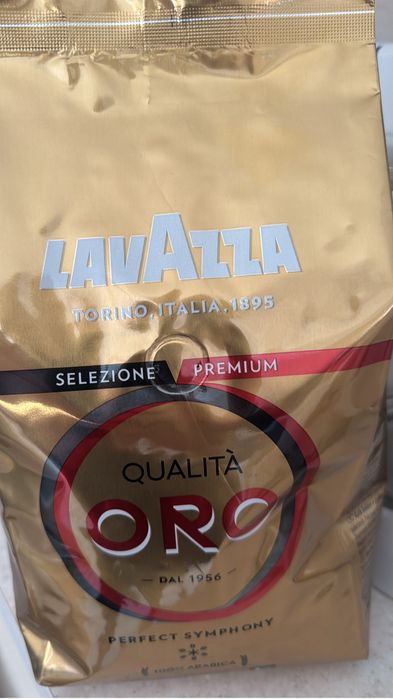 LAVAZZA
TORINO, ITALIA, 1895
SELEZIONE PREMIUM
QUALITÀ
ORO
DAL 1956
PERFECT SYMPHONY
100% ARABICA